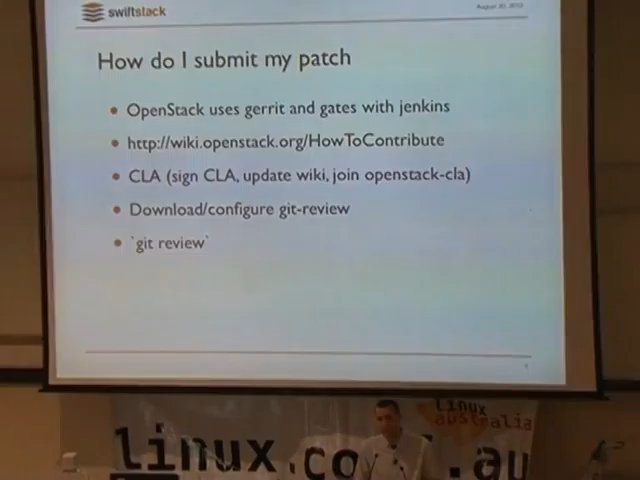 swiftstack
How do I submit my patch
• OpenStack uses gerrit and gates with jenkins
• http://wiki.openstack.org/HowToContribute
• CLA (sign CLA, update wiki, join openstack-cla)
• Download/configure git-review
• `git review`
linux
australia
linux.co .au